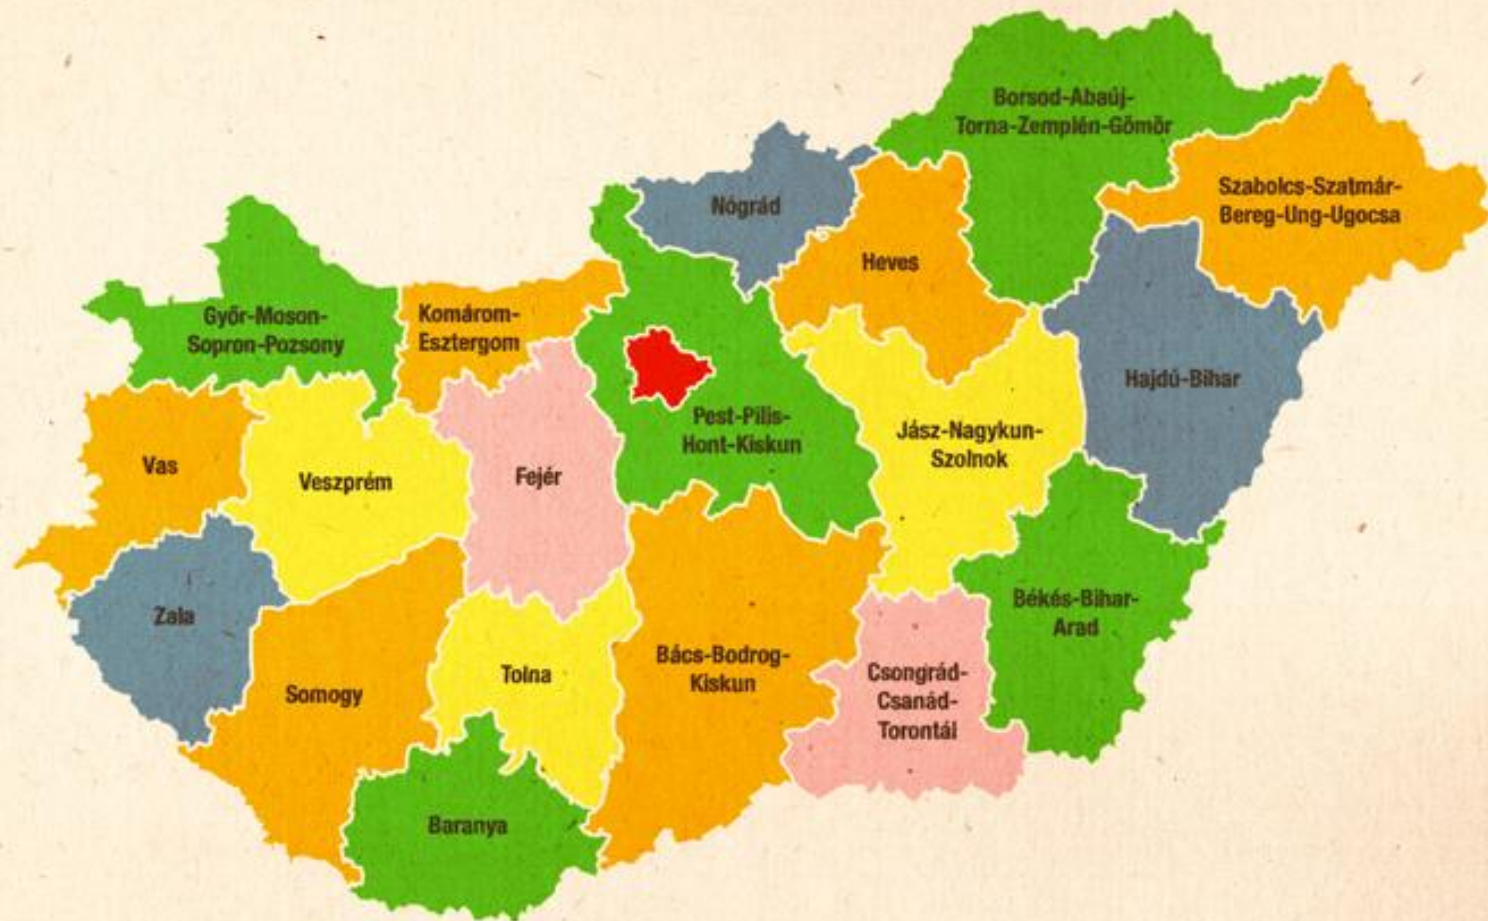 Borsod-Abaúj-
Torna-Zemplén-Gömör
Szabolcs-Szatmár-
Bereg-Ung-Ugocsa
Nógrád
Heves
Győr-Moson-
Sopron-Pozsony
Komárom-
Esztergom
Hajdú-Bihar
Pest-Pilis-
Hont-Kiskun
Jász-Nagykun-
Szolnok
Vas
Veszprém
Fejér
Zala
Békés-Bihar-
Arad
Somogy
Tolna
Bács-Bodrog-
Kiskun
Csongrád-
Csanád-
Torontál
Baranya